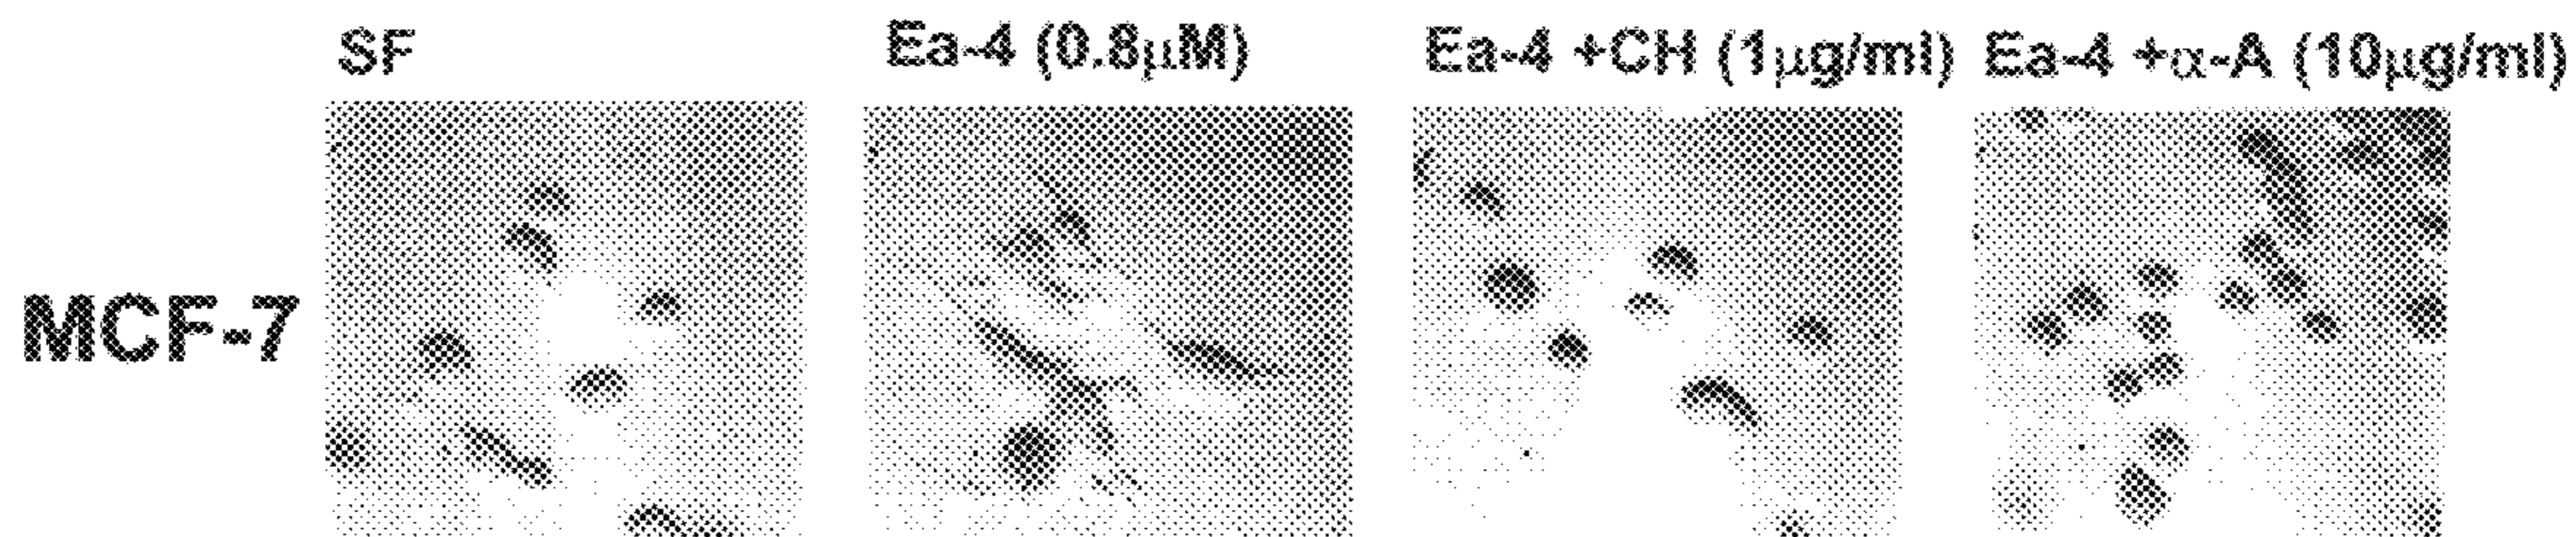 SF
Ea-4 (0.8μM)
Ea-4 +CH (1μg/ml)
Ea-4 +α-A (10μg/ml)
MCF-7